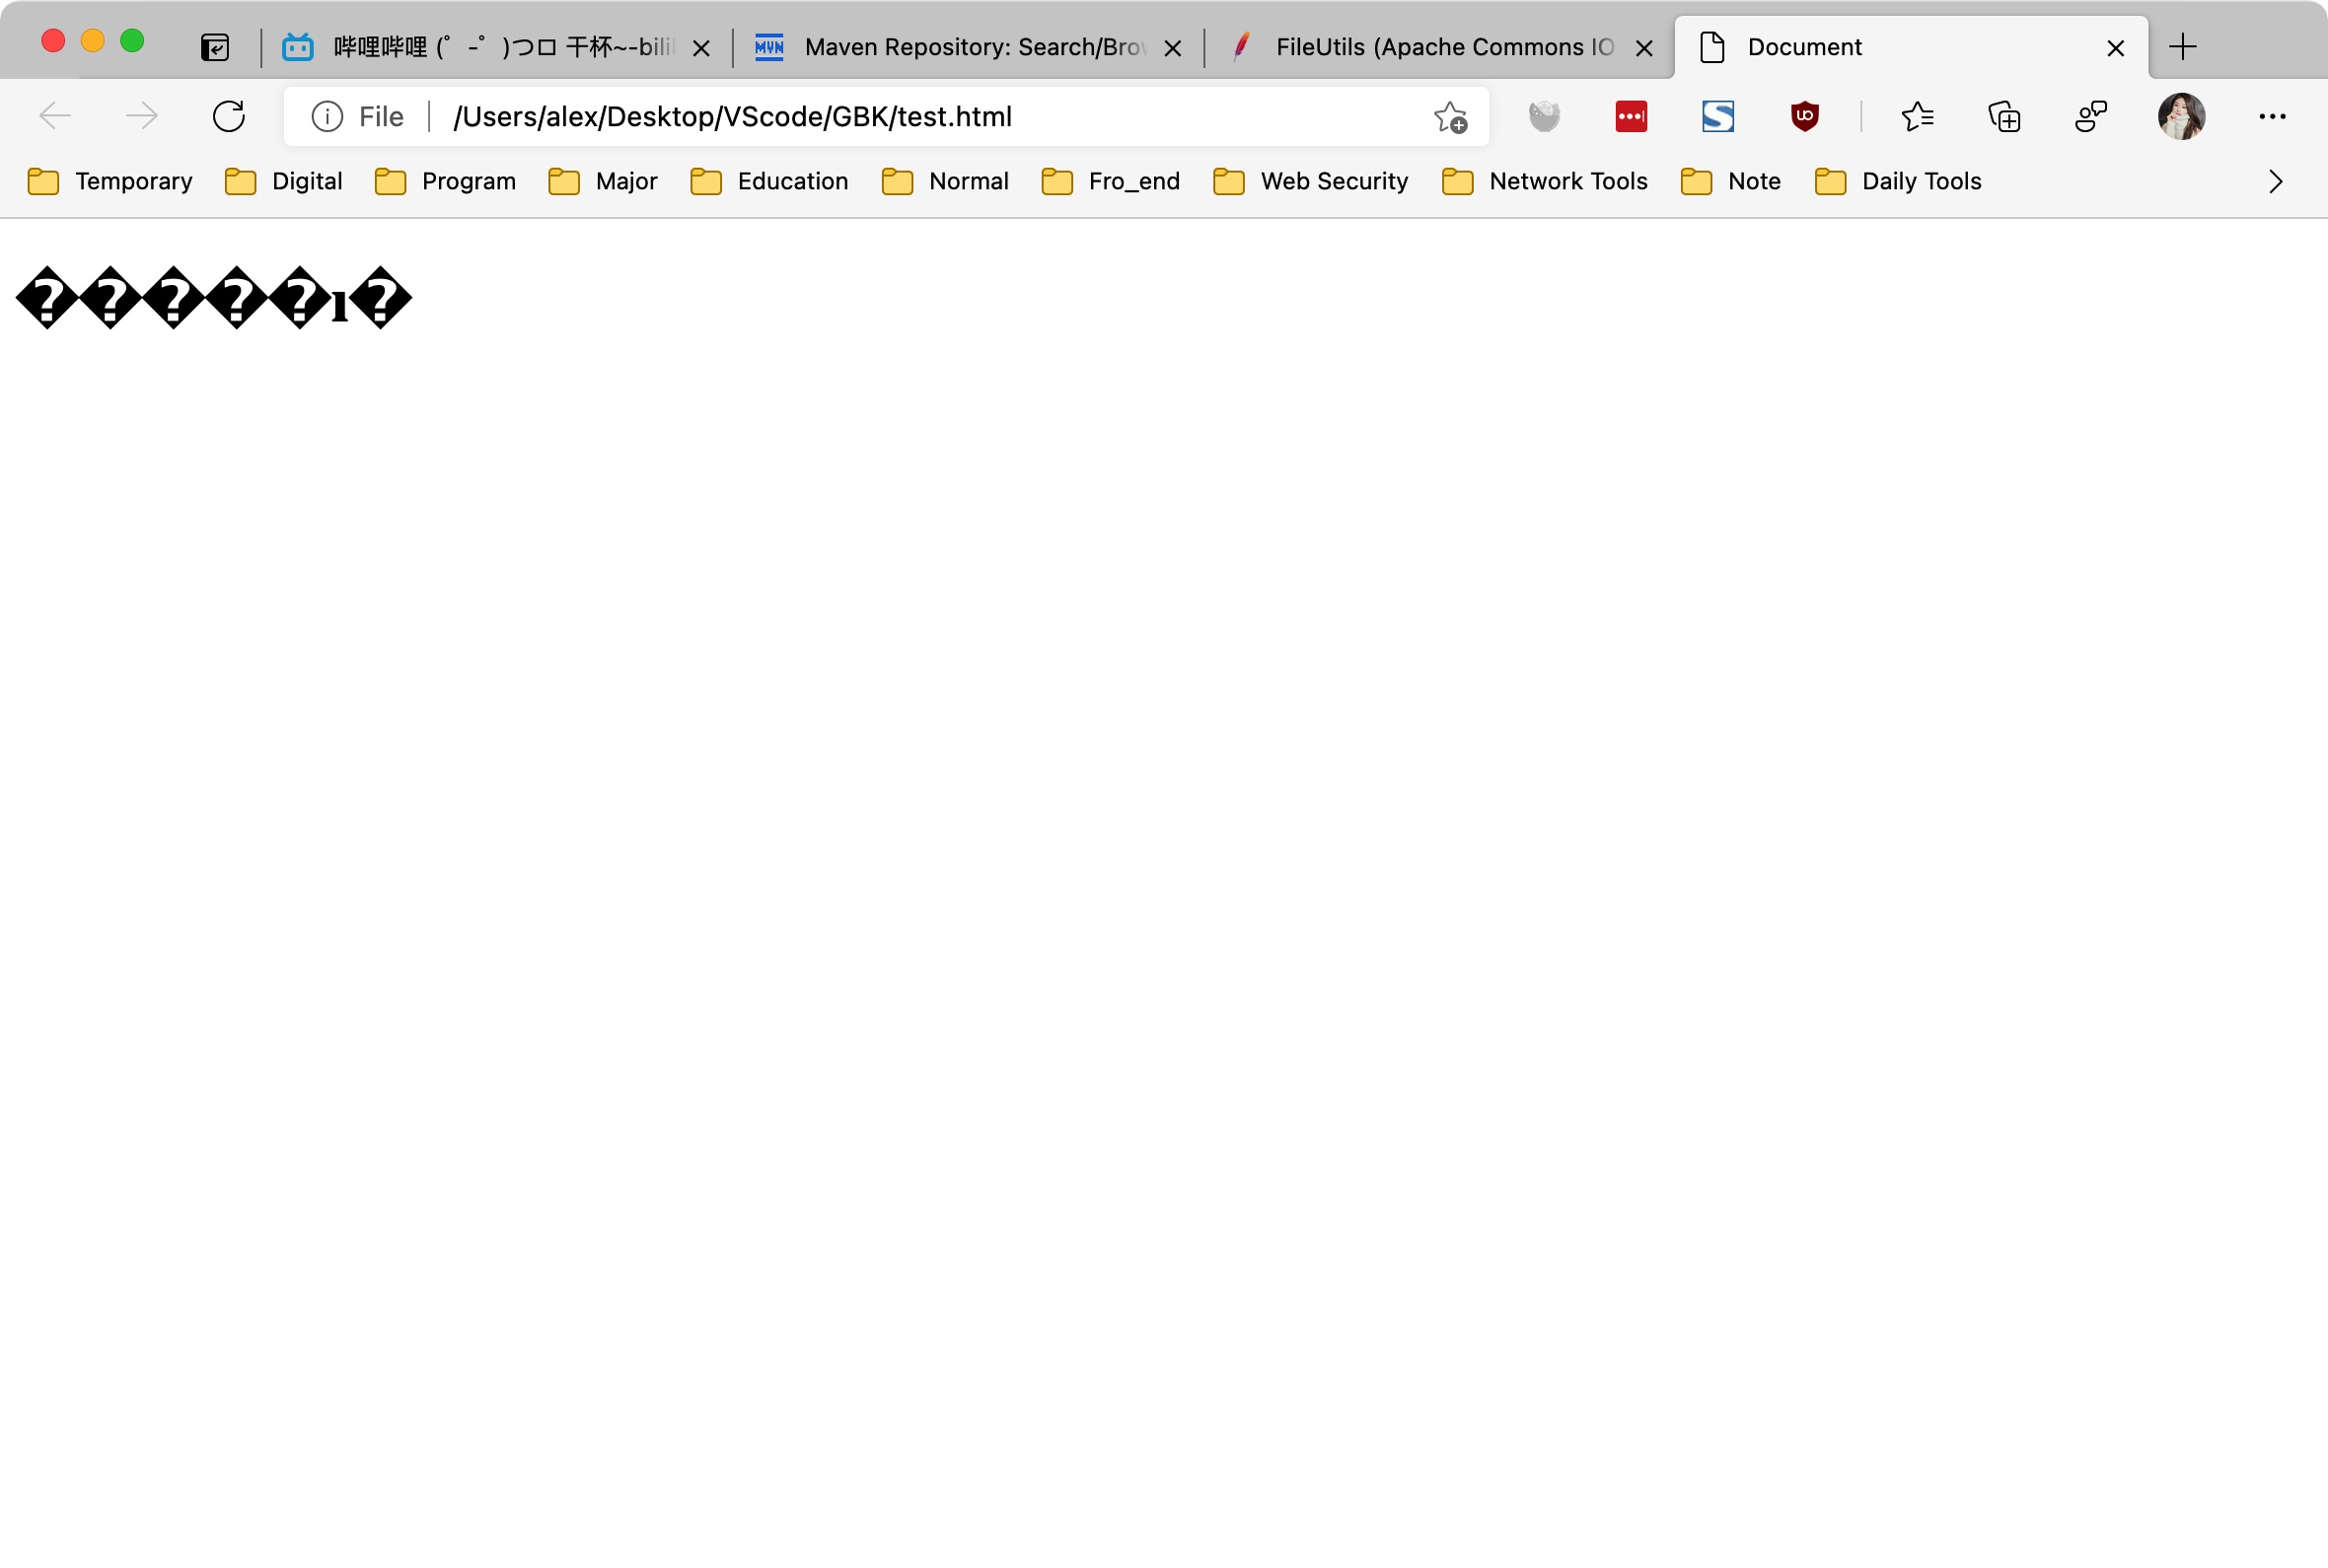 哔哩哔哩 (゜-゜)つロ 干杯~-bili
Maven Repository: Search/Brow
FileUtils (Apache Commons IO
Document
File
/Users/alex/Desktop/VScode/GBK/test.html
Temporary
Digital
Program
Major
Education
Normal
Fro_end
Web Security
Network Tools
Note
Daily Tools
�����ı�